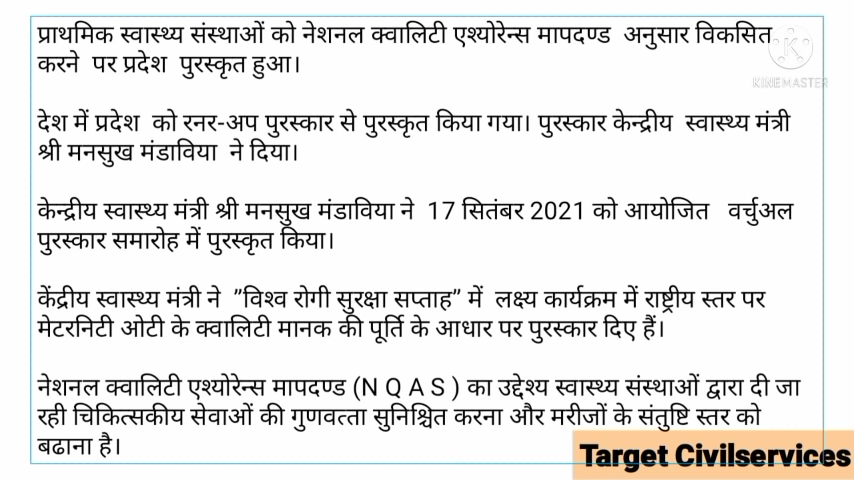 प्राथमिक स्वास्थ्य संस्थाओं को नेशनल क्वालिटी एश्योरेन्स मापदण्ड अनुसार विकसित
करने पर प्रदेश पुरस्कृत हुआ।
KINEMASTER
देश में प्रदेश को रनर-अप पुरस्कार से पुरस्कृत किया गया। पुरस्कार केन्द्रीय स्वास्थ्य मंत्री
श्री मनसुख मंडाविया ने दिया।
केन्द्रीय स्वास्थ्य मंत्री श्री मनसुख मंडाविया ने 17 सितंबर 2021 को आयोजित वर्चुअल
पुरस्कार समारोह में पुरस्कृत किया।
केंद्रीय स्वास्थ्य मंत्री ने ”विश्व रोगी सुरक्षा सप्ताह” में लक्ष्य कार्यक्रम में राष्ट्रीय स्तर पर
मेटरनिटी ओटी के क्वालिटी मानक की पूर्ति के आधार पर पुरस्कार दिए हैं।
नेशनल क्वालिटी एश्योरेन्स मापदण्ड (N Q A S ) का उद्देश्य स्वास्थ्य संस्थाओं द्वारा दी जा
रही चिकित्सकीय सेवाओं की गुणवत्ता सुनिश्चित करना और मरीजों के संतुष्टि स्तर को
बढाना है।
Target Civilservices